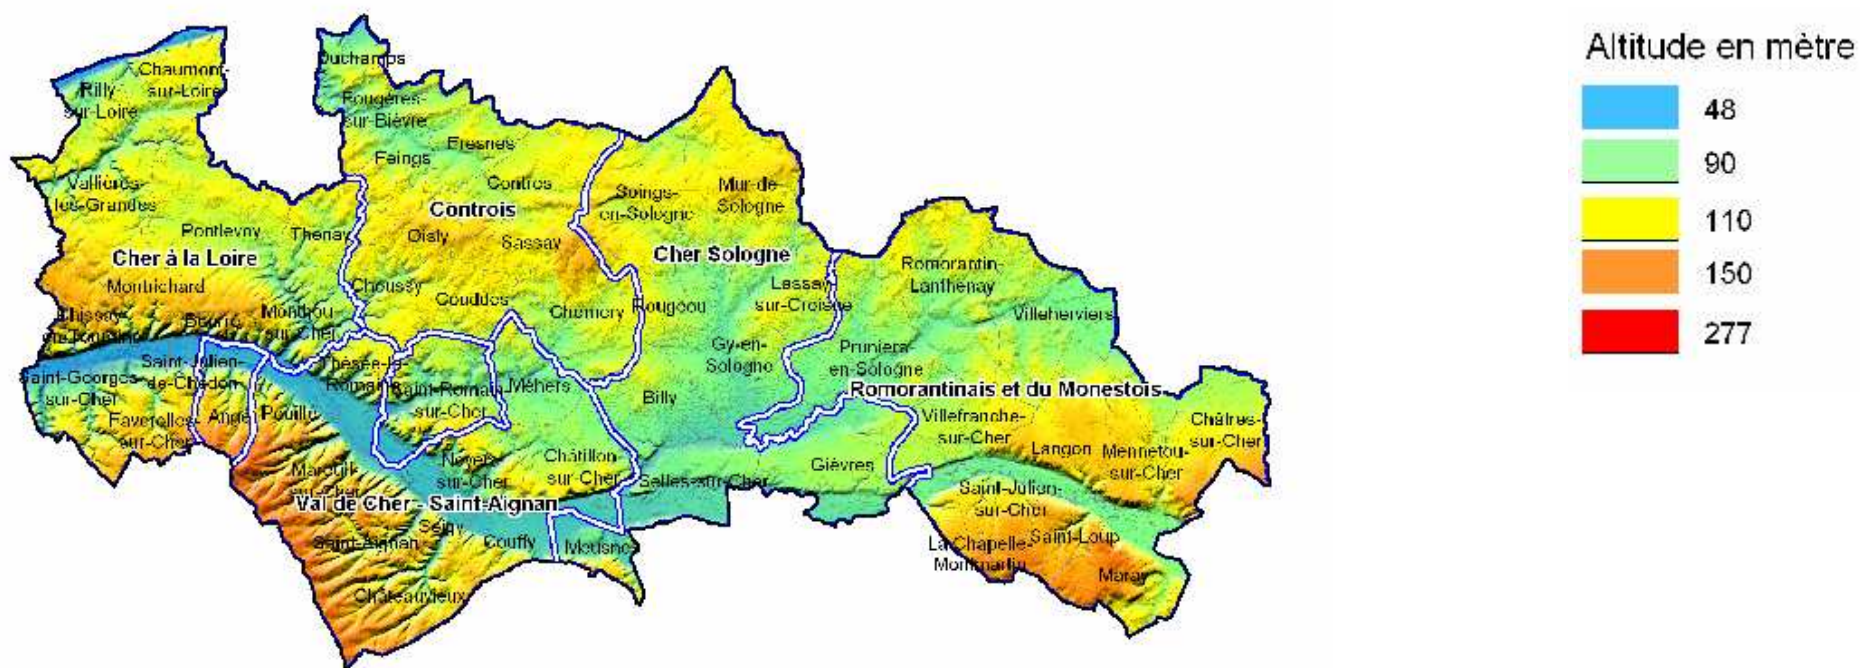 Altitude en mètre
48
90
110
150
277
Chaumont-
sur-Loire
Rilly-
sur-Loire
Ouchamps
Fougères-
sur-Bièvre
Fresnes
Feings
Contres
Controis
Oisly
Sassay
Vallières-
les-Grandes
Pontlevoy
Thenay
Cher à la Loire
Montrichard
Bourré
Monthou-
sur-Cher
Choussy
Couddes
Chémery
Soings-
en-Sologne
Mur-de-
Sologne
Cher Sologne
Rougeou
Lassay-
sur-Croisne
Gy-en-
Sologne
Billy
Romorantin-
Lanthenay
Villeherviers
Pruniers-
en-Sologne
Romorantinais et du Monestois
Villefranche-
sur-Cher
Langon
Mennetou-
sur-Cher
Châtres-
sur-Cher
Gièvres
Selles-sur-Cher
Saint-Julien-
sur-Cher
La Chapelle-
Montmartin
Saint-Loup
Maray
Chissay-
en-Touraine
Saint-Georges-
sur-Cher
Saint-Julien-
de-Chédon
Faverolles-
sur-Cher
Angé
Pouillé
Thésée-la-
Romaine
Saint-Romain-
sur-Cher
Méhers
Mareuil-
sur-Cher
Noyers-
sur-Cher
Châtillon-
sur-Cher
Val de Cher - Saint-Aignan
Seigy
Saint-Aignan
Couffy
Meusnes
Châteauvieux